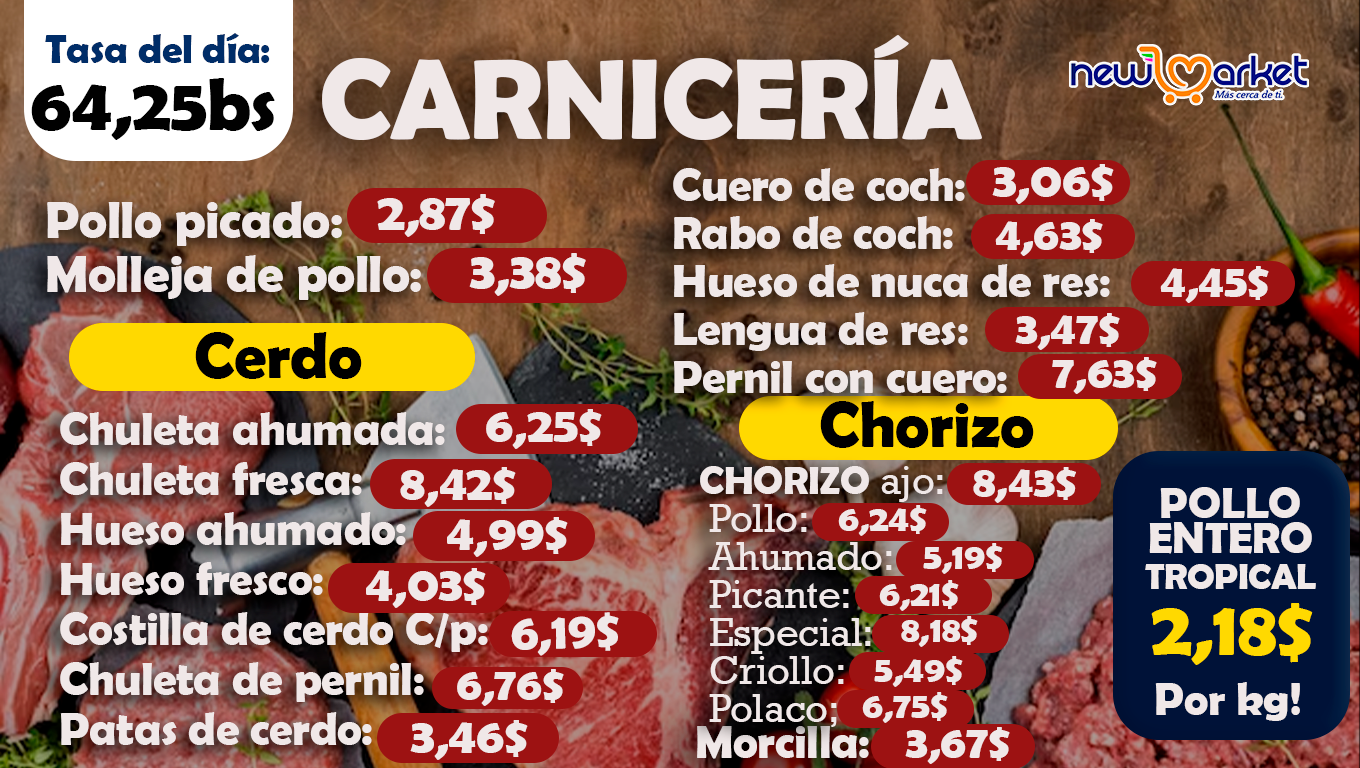 Tasa del día:
64,25bs
CARNICERÍA
new market
Más cerca de ti.
Pollo picado: 2,87$
Molleja de pollo: 3,38$
Cerdo
Chuleta ahumada: 6,25$
Chuleta fresca: 8,42$
Hueso ahumado: 4,99$
Hueso fresco: 4,03$
Costilla de cerdo C/p: 6,19$
Chuleta de pernil: 6,76$
Patas de cerdo: 3,46$
Cuero de coch: 3,06$
Rabo de coch: 4,63$
Hueso de nuca de res: 4,45$
Lengua de res: 3,47$
Pernil con cuero: 7,63$
Chorizo
CHORIZO ajo: 8,43$
Pollo: 6,24$
Ahumado: 5,19$
Picante: 6,21$
Especial: 8,18$
Criollo: 5,49$
Polaco; 6,75$
Morcilla: 3,67$
POLLO
ENTERO
TROPICAL
2,18$
Por kg!